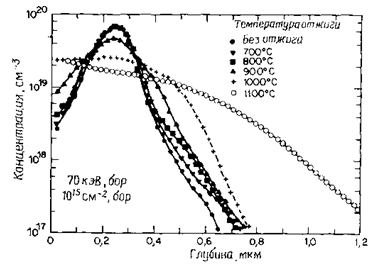 Температура отжига
Без отжига
700°C
800°C
900°C
1000°C
1100°C
Концентрация, см⁻³
10²⁰
10¹⁹
10¹⁸
10¹⁷
70 кэВ, бор
10¹⁵ см⁻², бор
0 0,2 0,4 0,6 0,8 1,0 1,2
Глубина, мкм